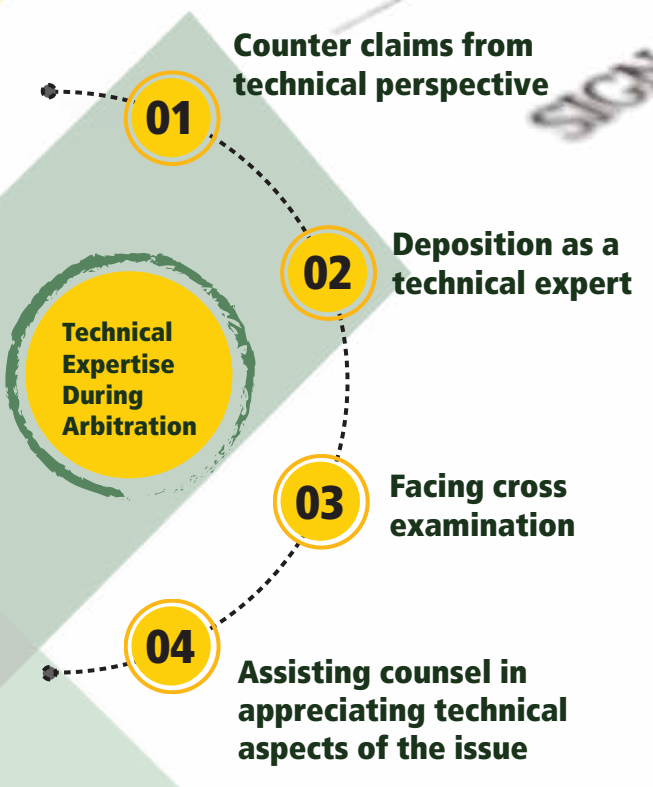 Counter claims from
technical perspective
01
Deposition as a
technical expert
02
Technical
Expertise
During
Arbitration
Facing cross
examination
03
04
Assisting counsel in
appreciating technical
aspects of the issue